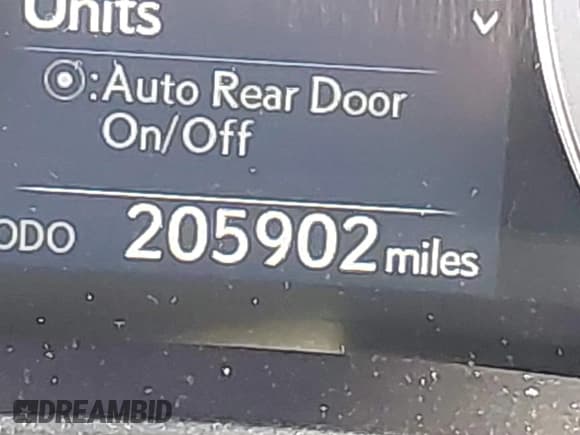 Units
⦿:Auto Rear Door
On/Off
ODO 205902 miles
DREAMBID